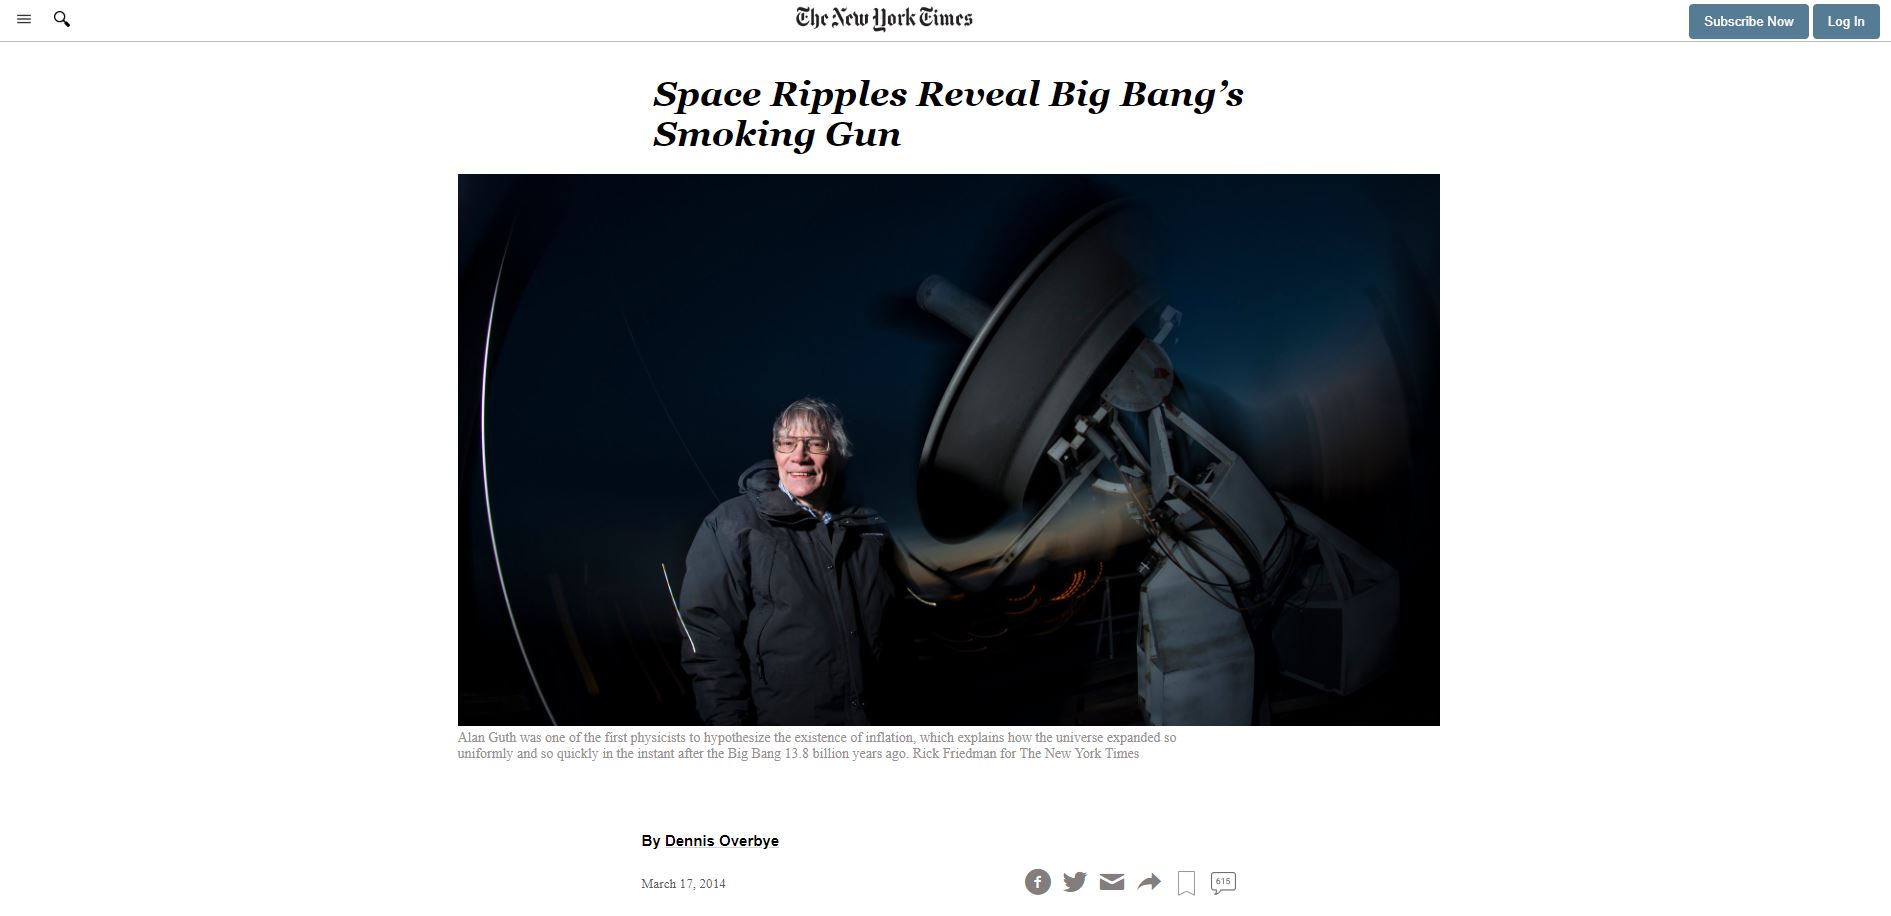 The New York Times
Subscribe Now
Log In
Space Ripples Reveal Big Bang’s
Smoking Gun
Alan Guth was one of the first physicists to hypothesize the existence of inflation, which explains how the universe expanded so
uniformly and so quickly in the instant after the Big Bang 13.8 billion years ago. Rick Friedman for The New York Times
By Dennis Overbye
March 17, 2014
615